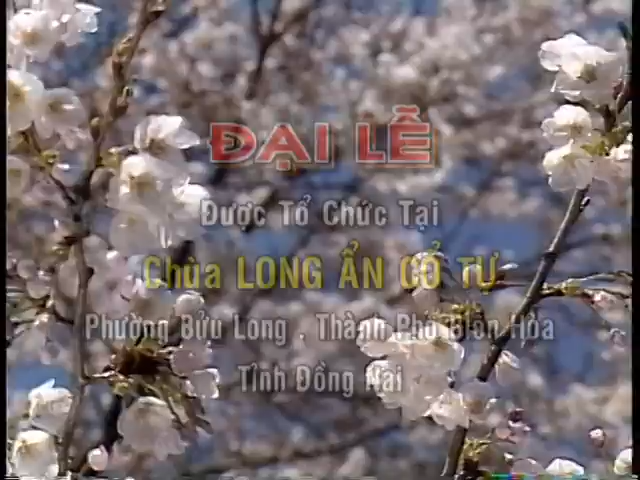 ĐẠI LỄ
Được Tổ Chức Tại
Chùa LONG ẨN CỔ TỰ
Phường Bửu Long . Thành Phố Biên Hòa
Tỉnh Đồng Nai